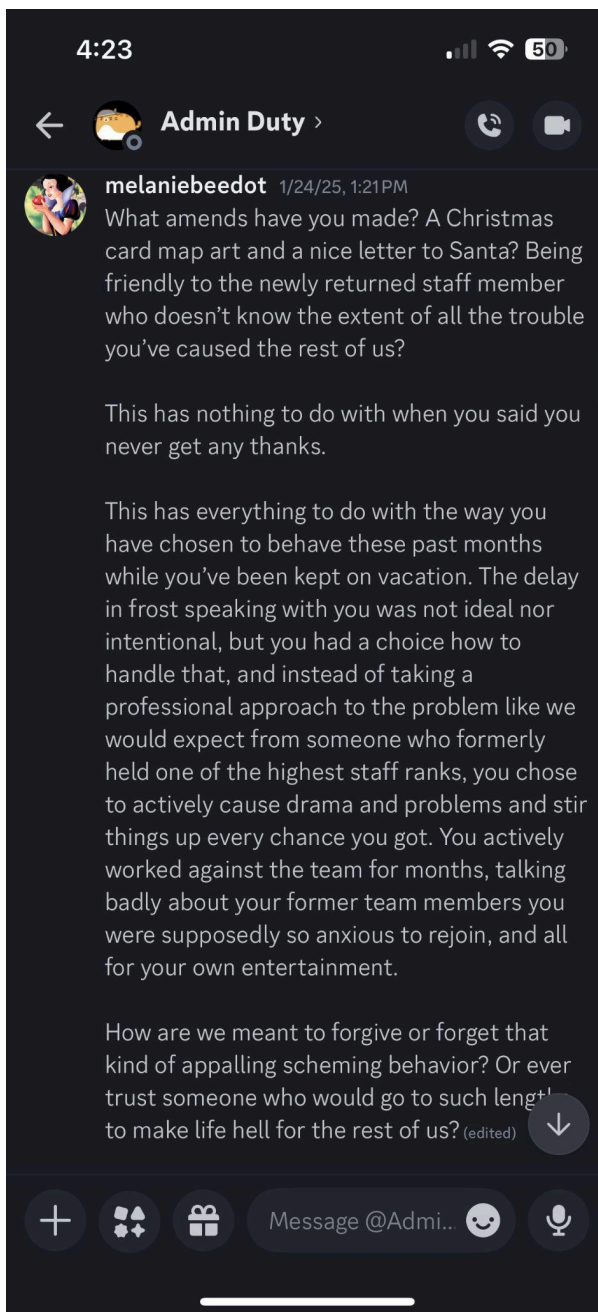 4:23
50
Admin Duty
melaniebeedot 1/24/25, 1:21 PM
What amends have you made? A Christmas
card map art and a nice letter to Santa? Being
friendly to the newly returned staff member
who doesn't know the extent of all the trouble
you've caused the rest of us?
This has nothing to do with when you said you
never get any thanks.
This has everything to do with the way you
have chosen to behave these past months
while you've been kept on vacation. The delay
in frost speaking with you was not ideal nor
intentional, but you had a choice how to
handle that, and instead of taking a
professional approach to the problem like we
would expect from someone who formerly
held one of the highest staff ranks, you chose
to actively cause drama and problems and stir
things up every chance you got. You actively
worked against the team for months, talking
badly about your former team members you
were supposedly so anxious to rejoin, and all
for your own entertainment.
How are we meant to forgive or forget that
kind of appalling scheming behavior? Or ever
trust someone who would go to such
to make life hell for the rest of us? (edited)
Message @Admi...